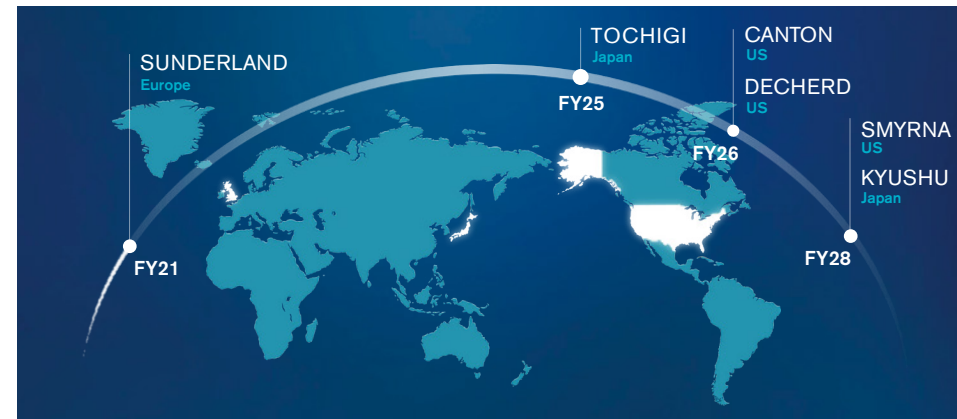 SUNDERLAND
Europe
FY21
TOCHIGI
Japan
FY25
CANTON
US
DECHERD
US
FY26
SMYRNA
US
KYUSHU
Japan
FY28